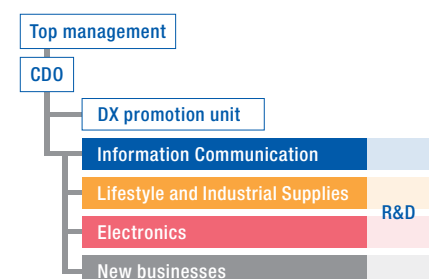 Top management
CDO
DX promotion unit
Information Communication
Lifestyle and Industrial Supplies
R&D
Electronics
New businesses